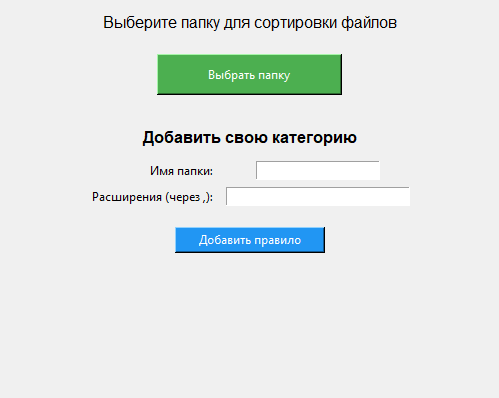 Выберите папку для сортировки файлов
Выбрать папку
Добавить свою категорию
Имя папки:
Расширения (через ,):
Добавить правило